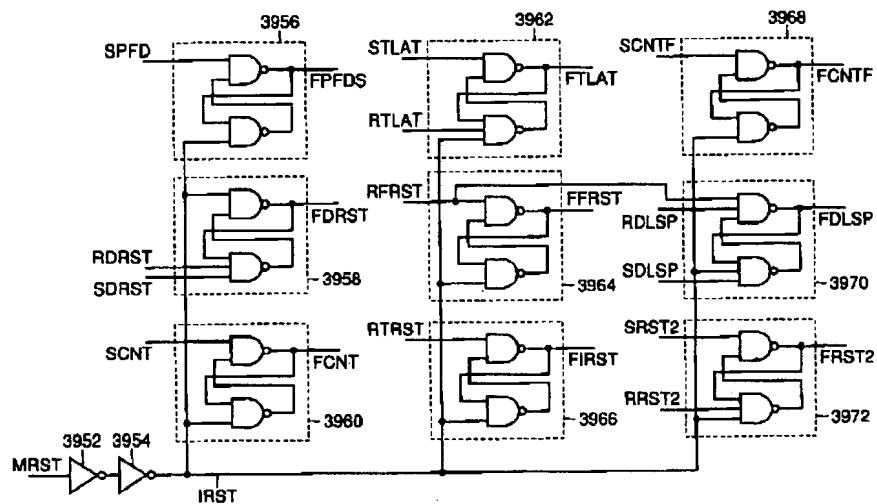 3956
3962
3968
SPFD
FPFDS
STLAT
FTLAT
RTLAT
SCNTF
FCNTF
FDRST
RDRST
SDRST
3958
RFRST
FFRST
3964
RDLSP
FDLSP
SDLSP
3970
SCNT
FCNT
3960
RTRST
FIRST
3966
SRST2
FRST2
RRST2
3972
3952
3954
MRST
IRST